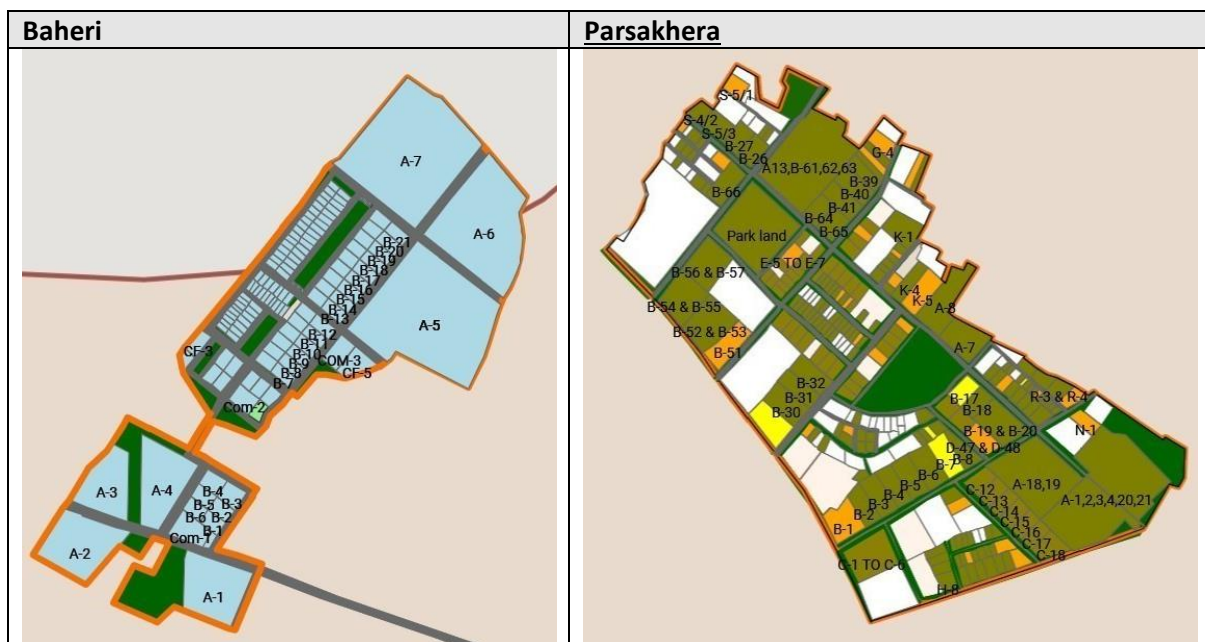 Baheri
Parsakhera
A-7
A-6
A-5
B-21
B-20
B-19
B-18
B-17
B-16
B-15
B-14
B-13
B-12
B-11
B-10
B-9
B-8
B-7
COM-3
CF-5
CF-3
Com-2
A-3
A-4
B-4
B-5
B-3
B-6
B-2
B-1
Com-1
A-2
A-1
S-5/1
S-4/2
S-5/3
B-27
B-26
A13,B-61,62,63
G-4
B-39
B-40
B-41
B-66
B-64
B-65
Park land
K-1
E-5 TO E-7
B-56 & B-57
K-4
K-5
A-8
B-54 & B-55
B-52 & B-53
B-51
A-7
B-32
B-31
B-30
B-17
B-18
R-3 & R-4
B-19 & B-20
N-1
D-47 & D-48
B-8
B-7
B-6
B-5
B-4
B-3
B-2
B-1
A-18,19
A-1,2,3,4,20,21
C-12
C-13
C-14
C-15
C-16
C-17
C-18
C-1 TO C-6
H-8